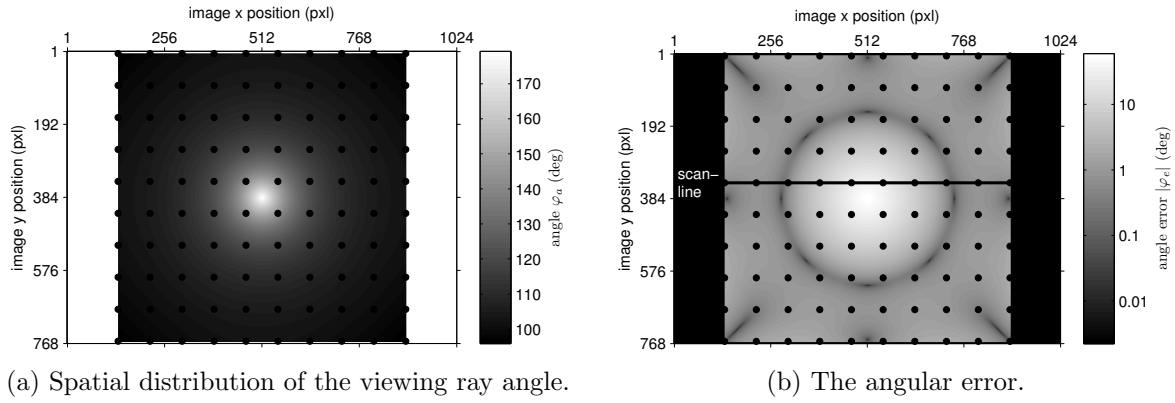 image x position (pxl)
1 256 512 768 1024
1
192
384
576
768
image y position (pxl)
170
160
150
140
130
120
110
100
angle φa (deg)
(a) Spatial distribution of the viewing ray angle.
image x position (pxl)
1 256 512 768 1024
1
192
384
576
768
image y position (pxl)
scan–
line
10
1
0.1
0.01
angle error |φe| (deg)
(b) The angular error.